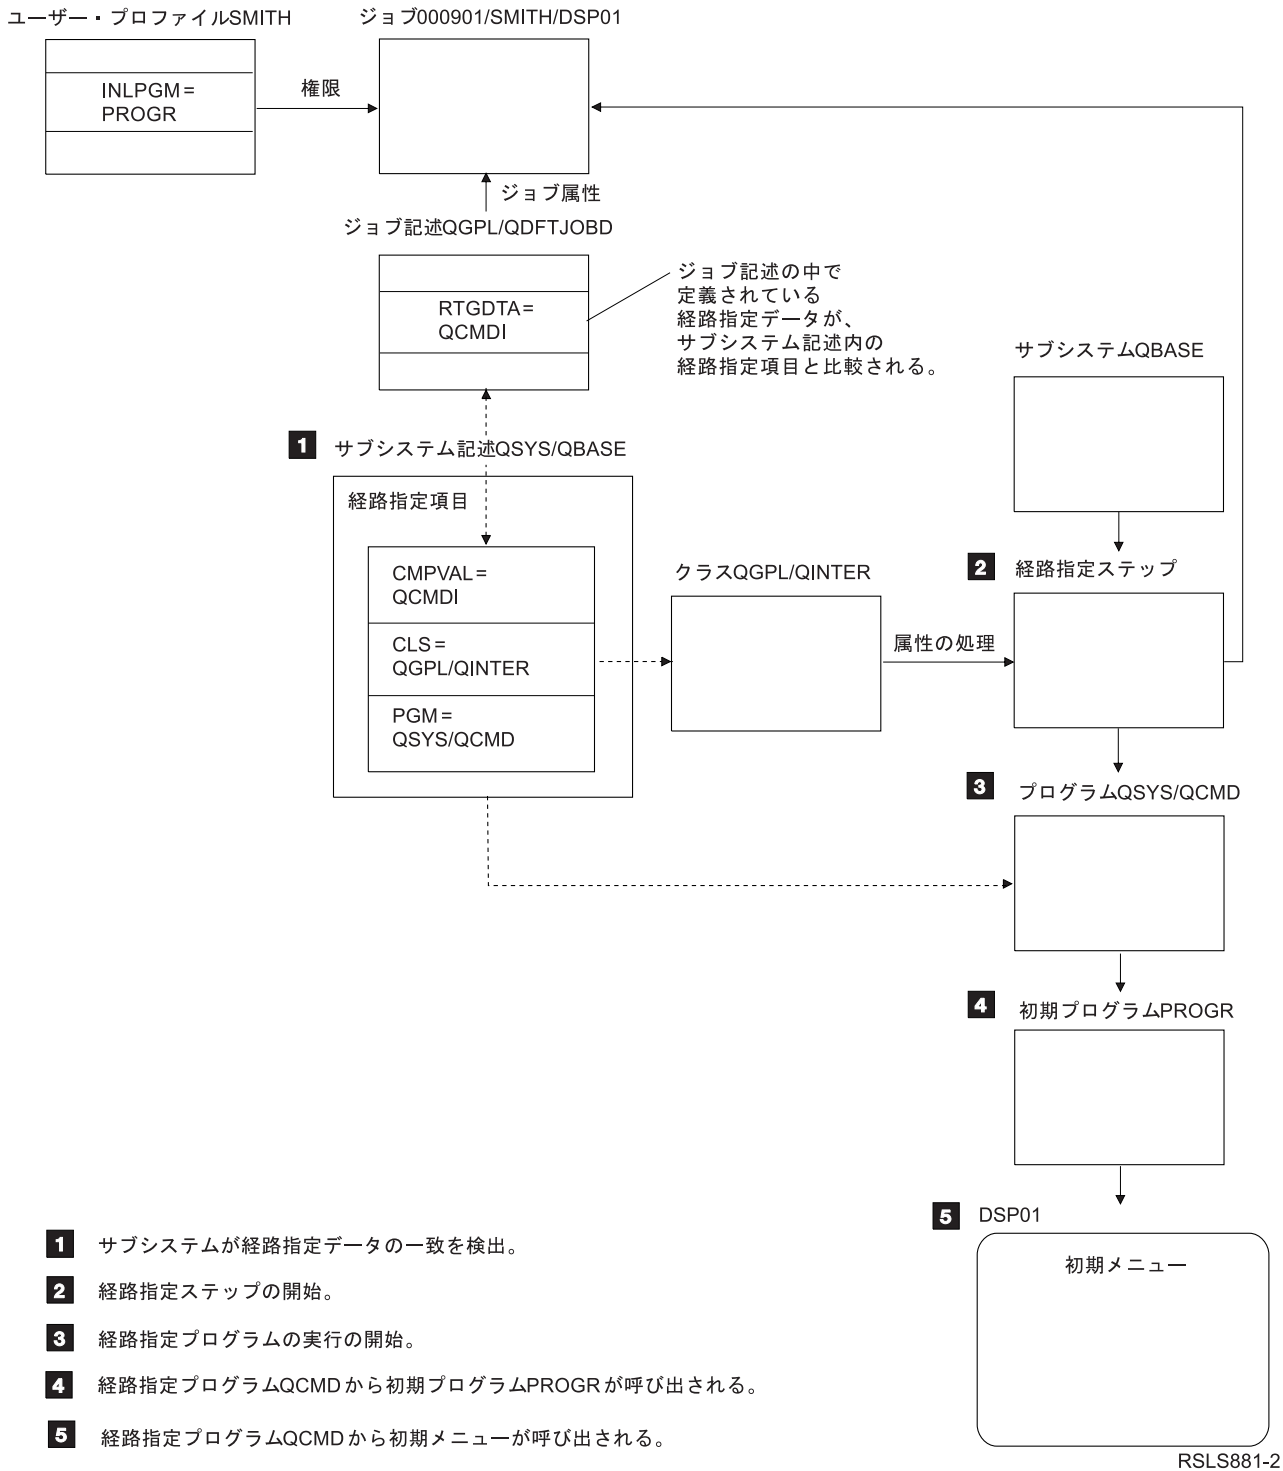 ユーザー・プロファイルSMITH
ジョブ000901/SMITH/DSP01
INLPGM=
PROGR
権限
ジョブ属性
ジョブ記述QGPL/QDFTJOBD
RTGDTA=
QCMDI
ジョブ記述の中で
定義されている
経路指定データが、
サブシステム記述内の
経路指定項目と比較される。
サブシステムQBASE
1 サブシステム記述QSYS/QBASE
経路指定項目
CMPVAL=
QCMDI
CLS=
QGPL/QINTER
PGM=
QSYS/QCMD
クラスQGPL/QINTER
属性の処理
2 経路指定ステップ
3 プログラムQSYS/QCMD
4 初期プログラムPROGR
5 DSP01
初期メニュー
1 サブシステムが経路指定データの一致を検出。
2 経路指定ステップの開始。
3 経路指定プログラムの実行の開始。
4 経路指定プログラムQCMDから初期プログラムPROGRが呼び出される。
5 経路指定プログラムQCMDから初期メニューが呼び出される。
RSLS881-2